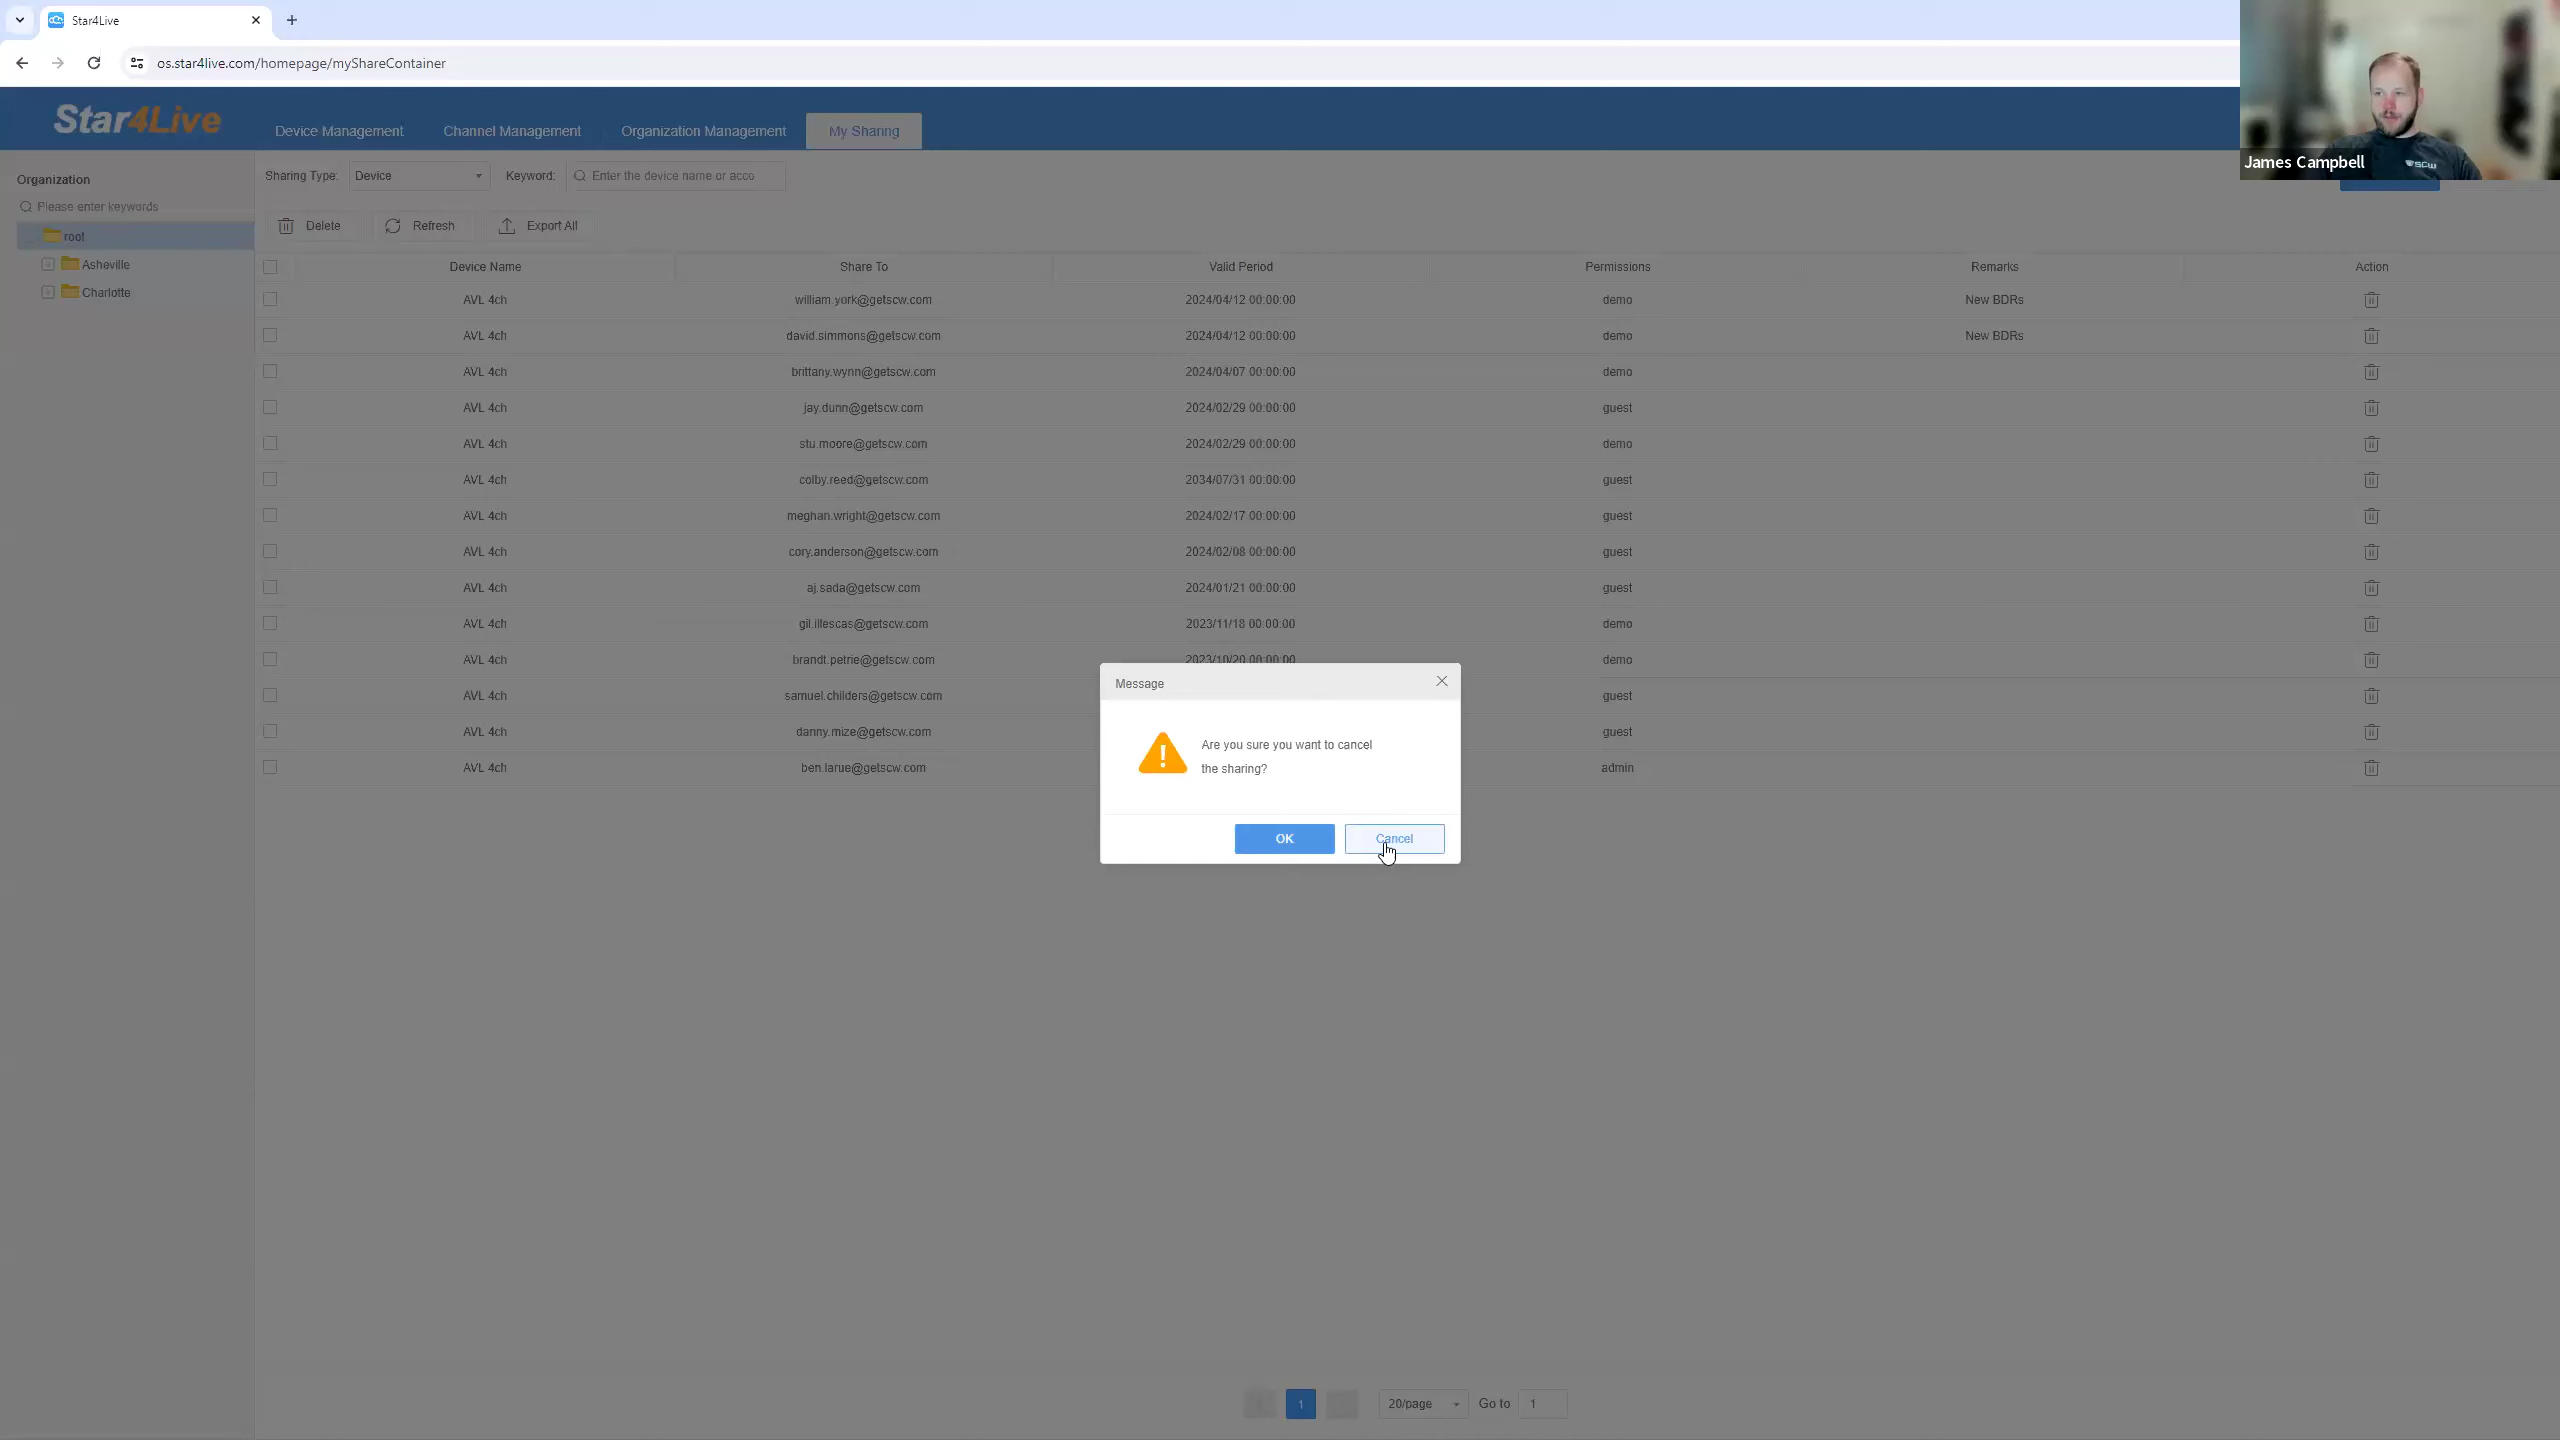 Star4Live
os.star4live.com/homepage/myShareContainer
James Campbell
SCW
Star4Live
Device Management
Channel Management
Organization Management
My Sharing
Organization
Please enter keywords
root
Asheville
Charlotte
Sharing Type: Device
Keyword: Enter the device name or acco
Delete
Refresh
Export All
Device Name Share To Valid Period Permissions Remarks Action
AVL 4ch william.york@getscw.com 2024/04/12 00:00:00 demo New BDRs
AVL 4ch david.simmons@getscw.com 2024/04/12 00:00:00 demo New BDRs
AVL 4ch brittany.wynn@getscw.com 2024/04/07 00:00:00 demo
AVL 4ch jay.dunn@getscw.com 2024/02/29 00:00:00 guest
AVL 4ch stu.moore@getscw.com 2024/02/29 00:00:00 demo
AVL 4ch colby.reed@getscw.com 2034/07/31 00:00:00 guest
AVL 4ch meghan.wright@getscw.com 2024/02/17 00:00:00 guest
AVL 4ch cory.anderson@getscw.com 2024/02/08 00:00:00 guest
AVL 4ch aj.sada@getscw.com 2024/01/21 00:00:00 guest
AVL 4ch gil.illescas@getscw.com 2023/11/18 00:00:00 demo
AVL 4ch brandt.petrie@getscw.com 2023/10/20 00:00:00 demo
AVL 4ch samuel.childers@getscw.com guest
AVL 4ch danny.mize@getscw.com guest
AVL 4ch ben.larue@getscw.com admin
Message
Are you sure you want to cancel
the sharing?
OK
Cancel
1
20/page
Go to 1